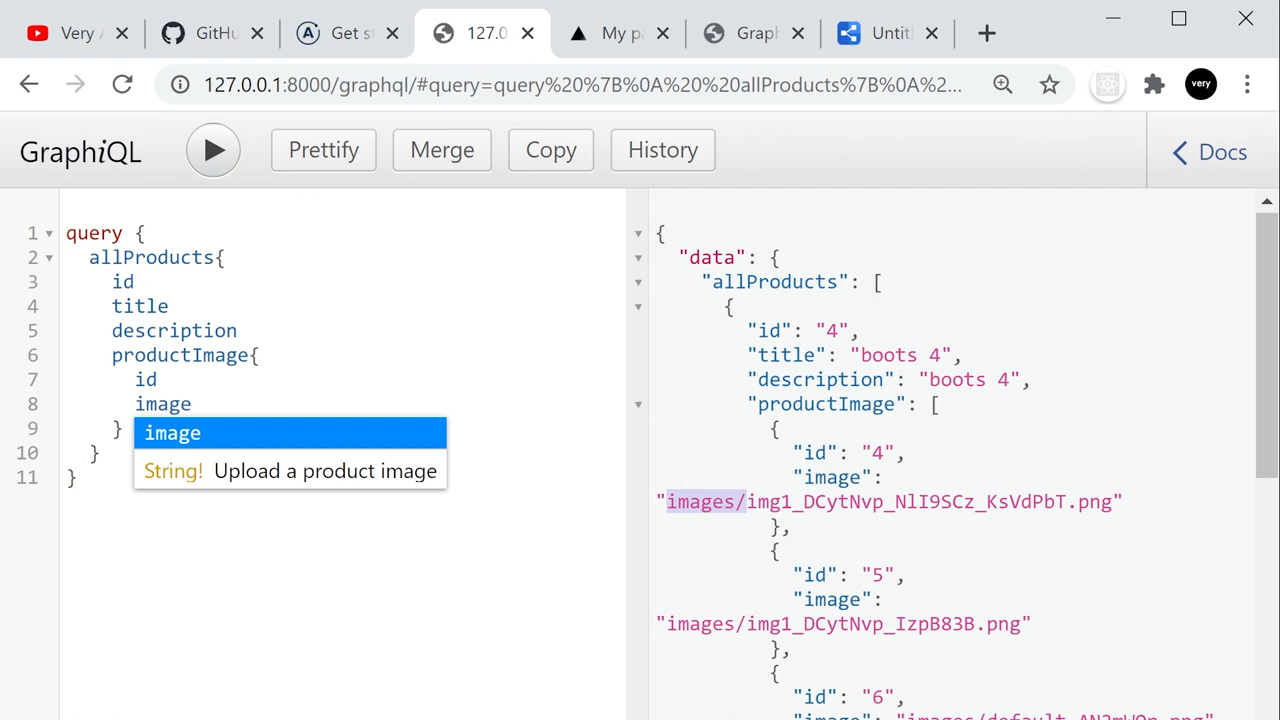 Very
GitHu
Get s
127.0
My pa
Graph
Untit
127.0.0.1:8000/graphql/#query=query%20%7B%0A%20%20allProducts%7B%0A%2...
very
GraphiQL
Prettify
Merge
Copy
History
Docs
1 query {
2 allProducts{
3 id
4 title
5 description
6 productImage{
7 id
8 image
9 }
10 }
11 }
image
String! Upload a product image
{
"data": {
"allProducts": [
{
"id": "4",
"title": "boots 4",
"description": "boots 4",
"productImage": [
{
"id": "4",
"image":
"images/img1_DCytNvp_NlI9SCz_KsVdPbT.png"
},
{
"id": "5",
"image":
"images/img1_DCytNvp_IzpB83B.png"
},
{
"id": "6",